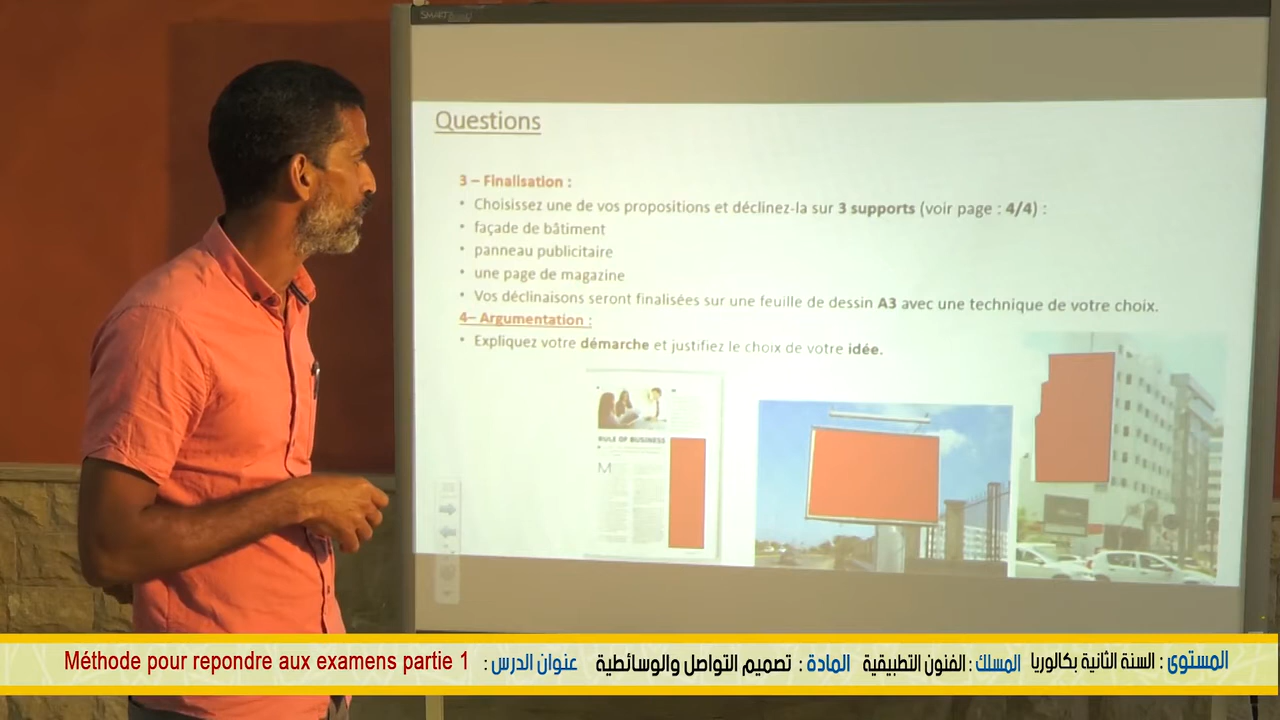 SMART
Questions
3 – Finalisation :
• Choisissez une de vos propositions et déclinez-la sur 3 supports (voir page : 4/4) :
• façade de bâtiment
• panneau publicitaire
• une page de magazine
• Vos déclinaisons seront finalisées sur une feuille de dessin A3 avec une technique de votre choix.
4– Argumentation :
• Expliquez votre démarche et justifiez le choix de votre idée.
RULE OF BUSINESS
M
المستوى : السنة الثانية بكالوريا المسلك : الفنون التطبيقية المادة : تصميم التواصل والوسائطية عنوان الدرس : Méthode pour repondre aux examens partie 1